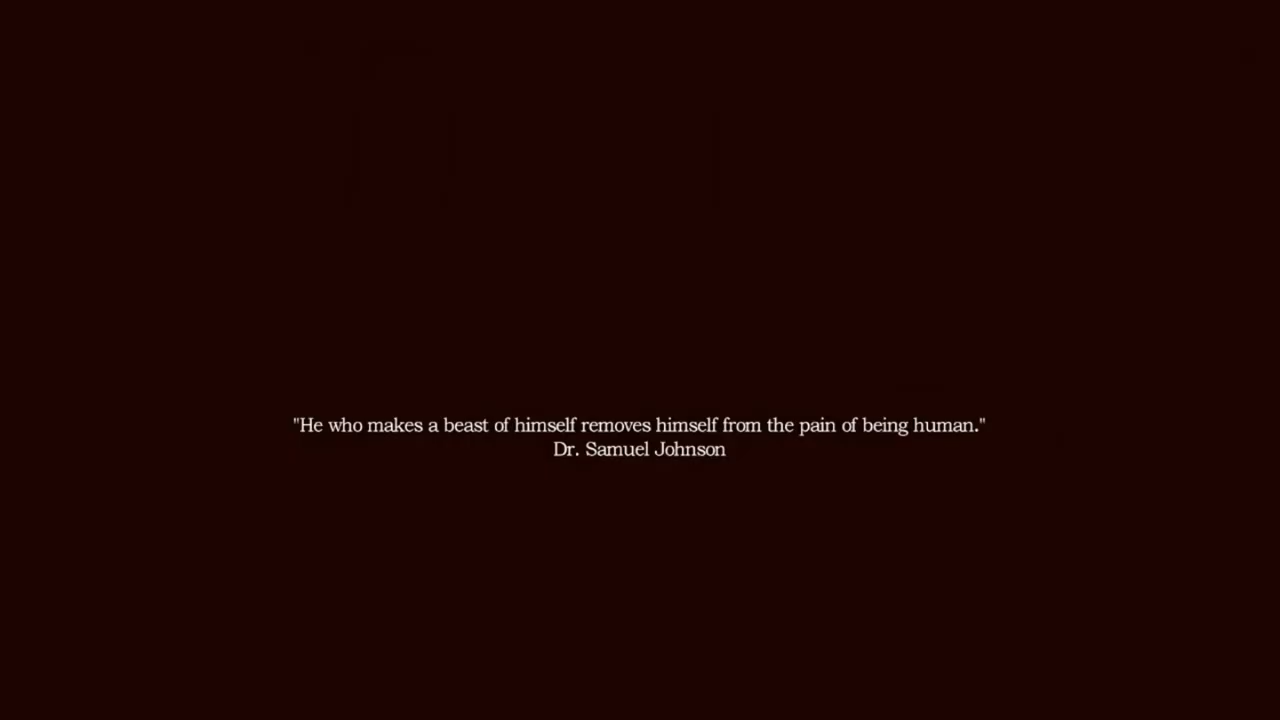 "He who makes a beast of himself removes himself from the pain of being human."
Dr. Samuel Johnson